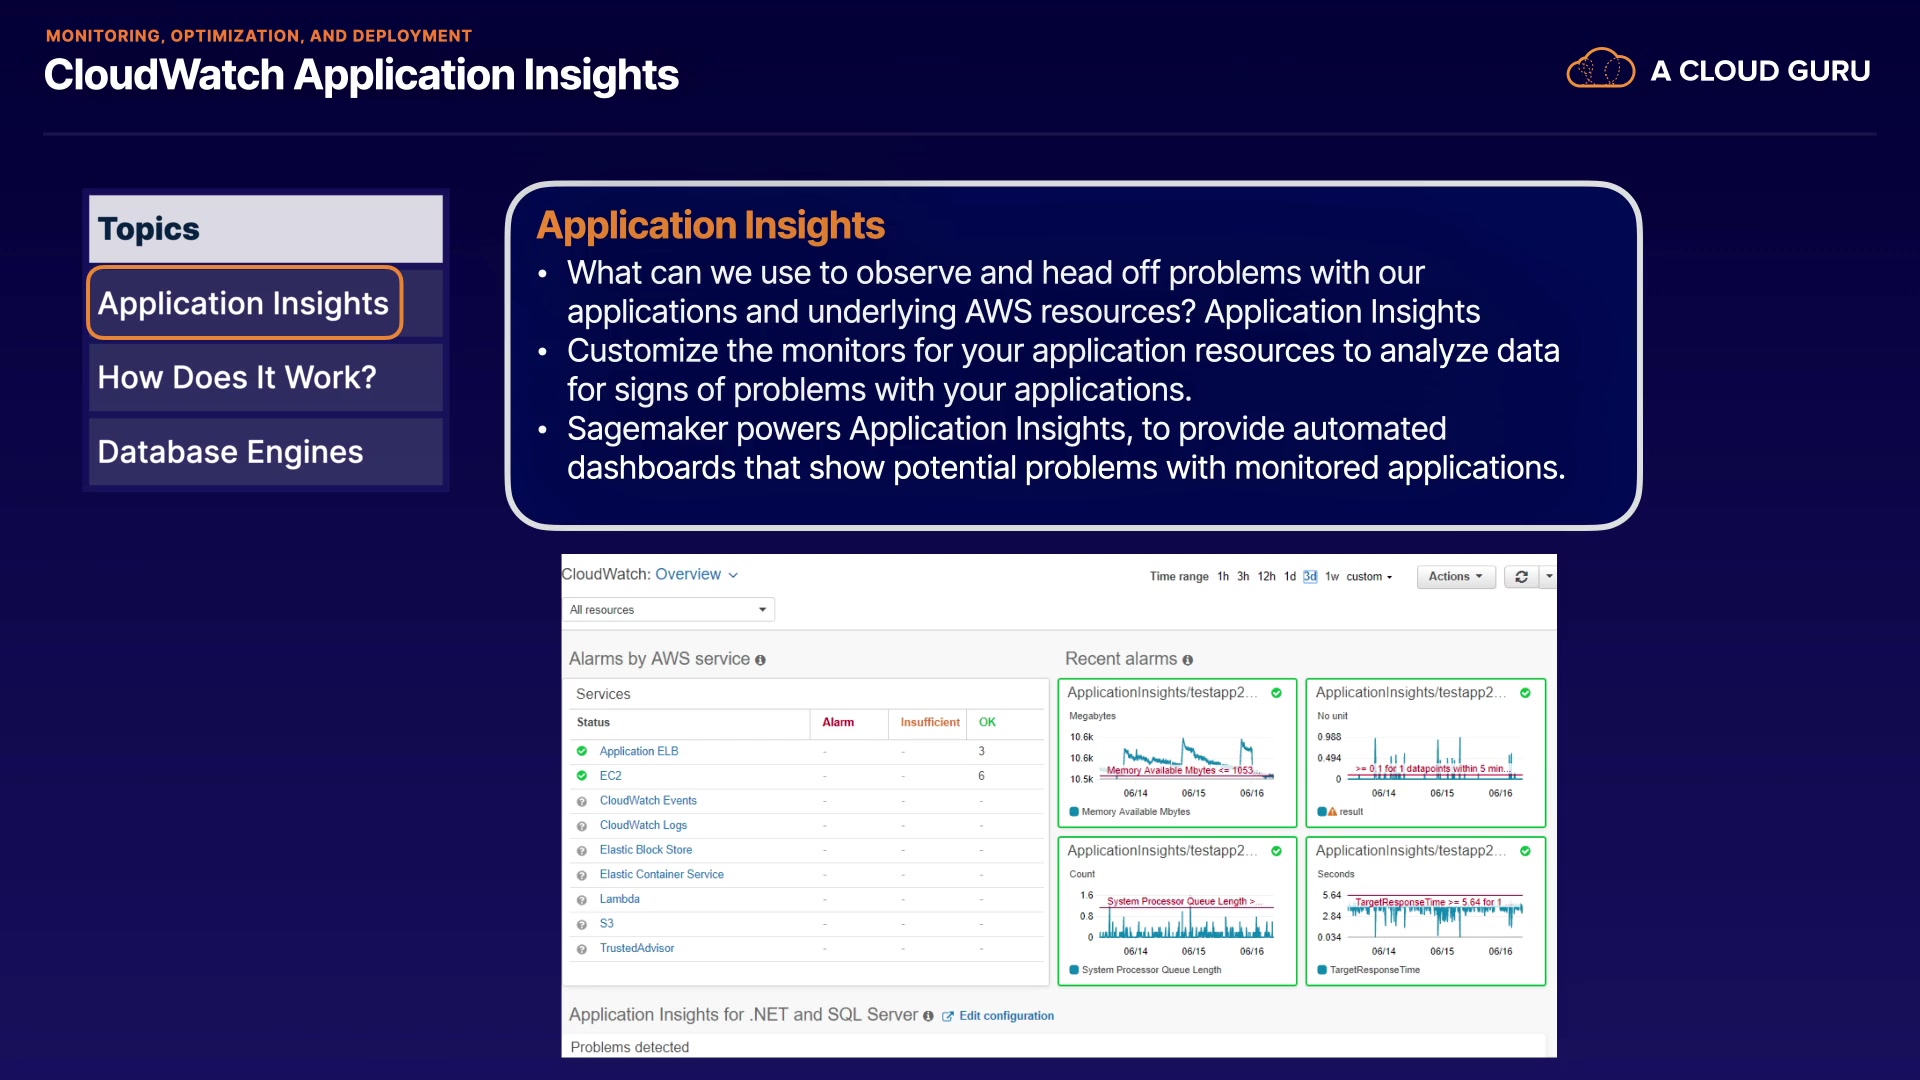 MONITORING, OPTIMIZATION, AND DEPLOYMENT
CloudWatch Application Insights
A CLOUD GURU
Topics
Application Insights
How Does It Work?
Database Engines
Application Insights
• What can we use to observe and head off problems with our
applications and underlying AWS resources? Application Insights
• Customize the monitors for your application resources to analyze data
for signs of problems with your applications.
• Sagemaker powers Application Insights, to provide automated
dashboards that show potential problems with monitored applications.
CloudWatch: Overview
Time range 1h 3h 12h 1d 3d 1w custom
Actions
All resources
Alarms by AWS service
Services
Status Alarm Insufficient OK
Application ELB - - 3
EC2 - - 6
CloudWatch Events - - -
CloudWatch Logs - - -
Elastic Block Store - - -
Elastic Container Service - - -
Lambda - - -
S3 - - -
TrustedAdvisor - - -
Recent alarms
ApplicationInsights/testapp2...
Megabytes
10.6k
10.6k
10.5k
Memory Available Mbytes <= 1053...
06/14 06/15 06/16
Memory Available Mbytes
ApplicationInsights/testapp2...
No unit
0.988
0.494
0
>= 0.1 for 1 datapoints within 5 min...
06/14 06/15 06/16
result
ApplicationInsights/testapp2...
Count
1.6
0.8
0
System Processor Queue Length >...
06/14 06/15 06/16
System Processor Queue Length
ApplicationInsights/testapp2...
Seconds
5.64
2.84
0.034
TargetResponseTime >= 5.64 for 1
06/14 06/15 06/16
TargetResponseTime
Application Insights for .NET and SQL Server Edit configuration
Problems detected